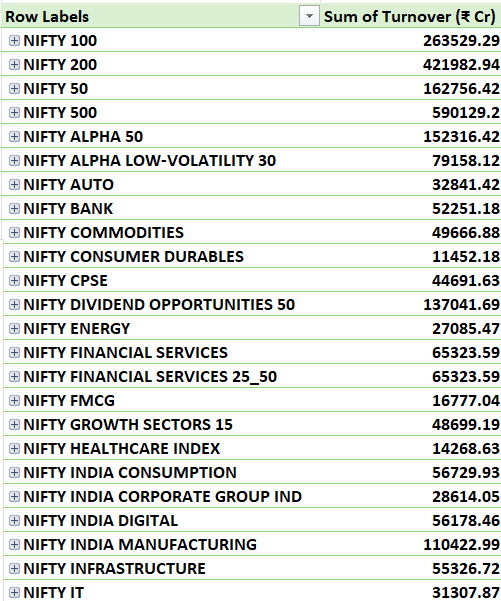 Row Labels Sum of Turnover (₹ Cr)
NIFTY 100 263529.29
NIFTY 200 421982.94
NIFTY 50 162756.42
NIFTY 500 590129.2
NIFTY ALPHA 50 152316.42
NIFTY ALPHA LOW-VOLATILITY 30 79158.12
NIFTY AUTO 32841.42
NIFTY BANK 52251.18
NIFTY COMMODITIES 49666.88
NIFTY CONSUMER DURABLES 11452.18
NIFTY CPSE 44691.63
NIFTY DIVIDEND OPPORTUNITIES 50 137041.69
NIFTY ENERGY 27085.47
NIFTY FINANCIAL SERVICES 65323.59
NIFTY FINANCIAL SERVICES 25_50 65323.59
NIFTY FMCG 16777.04
NIFTY GROWTH SECTORS 15 48699.19
NIFTY HEALTHCARE INDEX 14268.63
NIFTY INDIA CONSUMPTION 56729.93
NIFTY INDIA CORPORATE GROUP IND 28614.05
NIFTY INDIA DIGITAL 56178.46
NIFTY INDIA MANUFACTURING 110422.99
NIFTY INFRASTRUCTURE 55326.72
NIFTY IT 31307.87